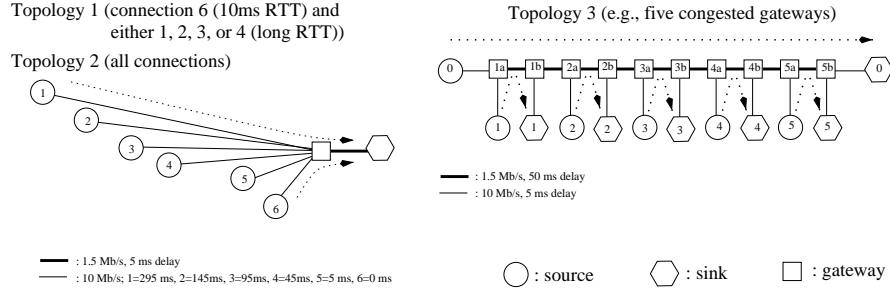 Topology 1 (connection 6 (10ms RTT) and
either 1, 2, 3, or 4 (long RTT))
Topology 2 (all connections)
1
2
3
4
5
6
: 1.5 Mb/s, 5 ms delay
: 10 Mb/s; 1=295 ms, 2=145ms, 3=95ms, 4=45ms, 5=5 ms, 6=0 ms
Topology 3 (e.g., five congested gateways)
0 1a 1b 2a 2b 3a 3b 4a 4b 5a 5b 0
1 1 2 2 3 3 4 4 5 5
: 1.5 Mb/s, 50 ms delay
: 10 Mb/s, 5 ms delay
: source : sink : gateway